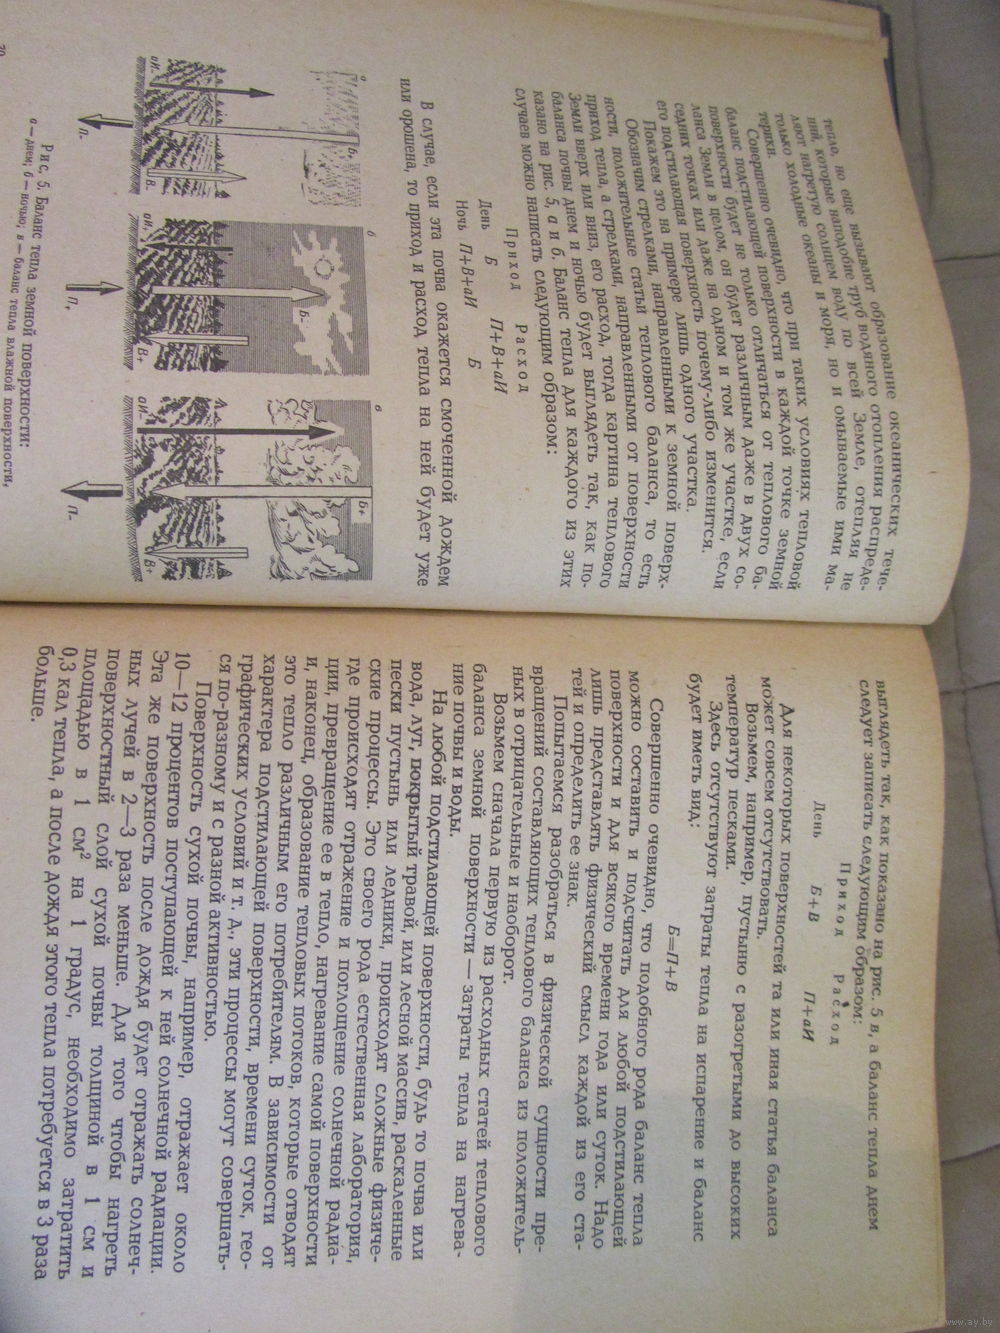 тело, но еще вызывают образование океанических тече-
ний, которые наподобие труб водяного отопления распреде-
ляют нагретую солнцем воду по всей Земле, отепляя не
только холодные океаны и моря, но и омываемые ими ма-
терики.
Совершенно очевидно, что при таких условиях тепловой
баланс подстилающей поверхности в каждой точке земной
поверхности будет не только отличаться от теплового ба-
ланса Земли в целом, он будет различным даже в двух со-
седних точках или даже на одном и том же участке, если
его подстилающая поверхность почему-либо изменится.
Покажем это на примере лишь одного участка.
Обозначим стрелками, направленными к земной поверх-
ности, положительные статьи теплового баланса, то есть
приход тепла, а стрелками, направленными от поверхности
Земли вверх или вниз, его расход, тогда картина теплового
баланса почвы днем и ночью будет выглядеть так, как по-
казано на рис. 5, а и б. Баланс тепла для каждого из этих
случаев можно написать следующим образом:
Приход Расход
День Б П+В+аИ
Ночь П+В+аИ Б
В случае, если эта почва окажется смоченной дождем
или орошена, то приход и расход тепла на ней будет уже
а б в
Б+ Б- Б+
аИ- аИ+ аИ-
В- В+ В+
П- П+ П-
Рис. 5. Баланс тепла земной поверхности:
а — днем; б — ночью; в — баланс тепла влажной поверхности,
выглядеть так, как показано на рис. 5 в, а баланс тепла днем
следует записать следующим образом:
Приход Расход
День Б+В П+аИ
Для некоторых поверхностей та или иная статья баланса
может совсем отсутствовать.
Возьмем, например, пустыню с разогретыми до высоких
температур песками.
Здесь отсутствуют затраты тепла на испарение и баланс
будет иметь вид:
Б=П+В
Совершенно очевидно, что подобного рода баланс тепла
можно составить и подсчитать для любой подстилающей
поверхности и для всякого времени года или суток. Надо
лишь представлять физический смысл каждой из его ста-
тей и определить ее знак.
Попытаемся разобраться в физической сущности пре-
вращений составляющих теплового баланса из положитель-
ных в отрицательные и наоборот.
Возьмем сначала первую из расходных статей теплового
баланса земной поверхности — затраты тепла на нагрева-
ние почвы и воды.
На любой подстилающей поверхности, будь то почва или
вода, луг, покрытый травой, или лесной массив, раскаленные
пески пустынь или ледники, происходят сложные физиче-
ские процессы. Это своего рода естественная лаборатория,
где происходят отражение и поглощение солнечной радиа-
ции, превращение ее в тепло, нагревание самой поверхности
и, наконец, образование тепловых потоков, которые отводят
это тепло различным его потребителям. В зависимости от
характера подстилающей поверхности, времени суток, гео-
графических условий и т. д., эти процессы могут совершать-
ся по-разному и с разной активностью.
Поверхность сухой почвы, например, отражает около
10—12 процентов поступающей к ней солнечной радиации.
Эта же поверхность после дождя будет отражать солнеч-
ных лучей в 2—3 раза меньше. Для того чтобы нагреть
поверхностный слой сухой почвы толщиной в 1 см и
площадью в 1 см² на 1 градус, необходимо затратить
0,3 кал тепла, а после дождя этого тепла потребуется в 3 раза
больше.
www.ay.by